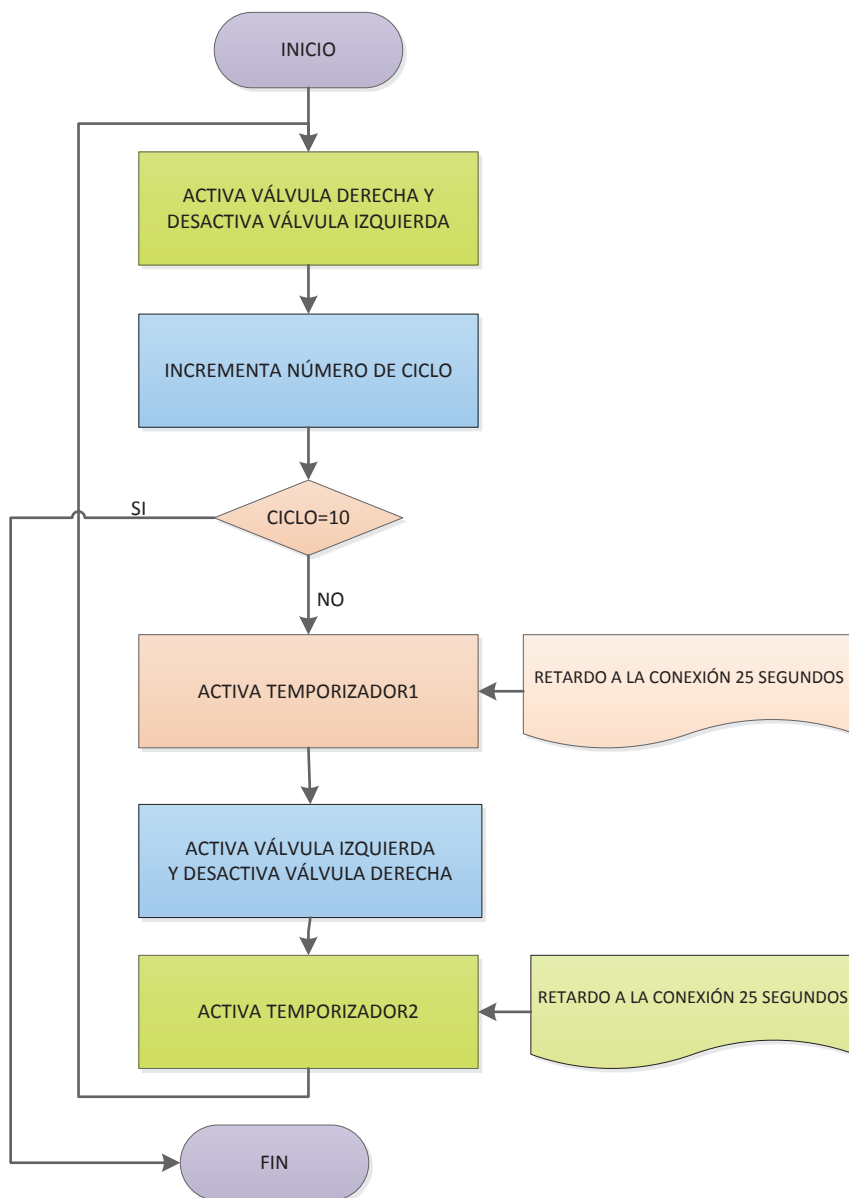 INICIO
ACTIVA VÁLVULA DERECHA Y
DESACTIVA VÁLVULA IZQUIERDA
INCREMENTA NÚMERO DE CICLO
SI
CICLO=10
NO
ACTIVA TEMPORIZADOR1
RETARDO A LA CONEXIÓN 25 SEGUNDOS
ACTIVA VÁLVULA IZQUIERDA
Y DESACTIVA VÁLVULA DERECHA
ACTIVA TEMPORIZADOR2
RETARDO A LA CONEXIÓN 25 SEGUNDOS
FIN